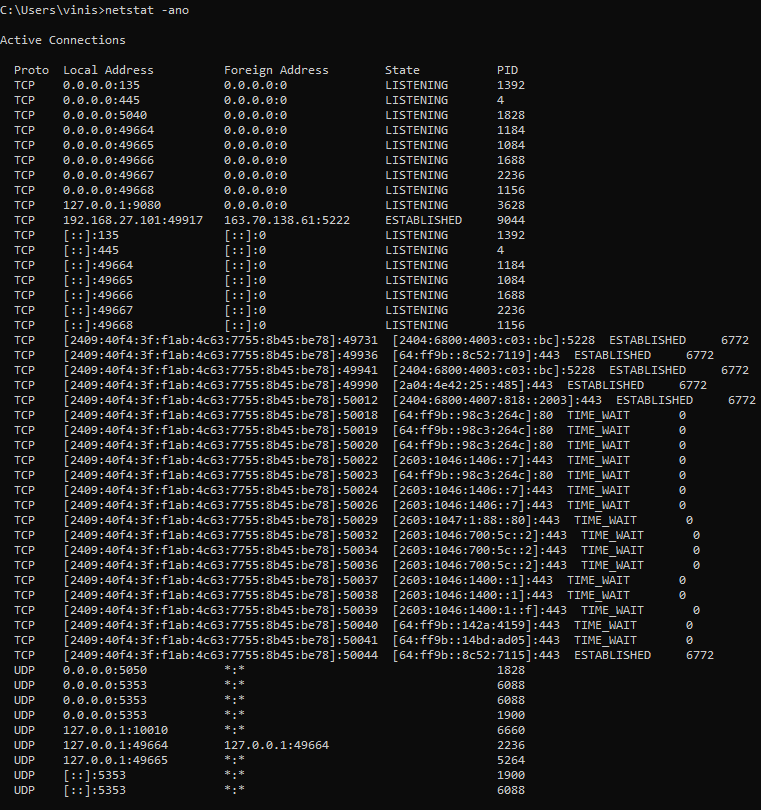 C:\Users\vinis>netstat -ano
Active Connections
Proto  Local Address          Foreign Address        State           PID
TCP    0.0.0.0:135            0.0.0.0:0              LISTENING       1392
TCP    0.0.0.0:445            0.0.0.0:0              LISTENING       4
TCP    0.0.0.0:5040           0.0.0.0:0              LISTENING       1828
TCP    0.0.0.0:49664          0.0.0.0:0              LISTENING       1184
TCP    0.0.0.0:49665          0.0.0.0:0              LISTENING       1084
TCP    0.0.0.0:49666          0.0.0.0:0              LISTENING       1688
TCP    0.0.0.0:49667          0.0.0.0:0              LISTENING       2236
TCP    0.0.0.0:49668          0.0.0.0:0              LISTENING       1156
TCP    127.0.0.1:9080         0.0.0.0:0              LISTENING       3628
TCP    192.168.27.101:49917   163.70.138.61:5222     ESTABLISHED     9044
TCP    [::]:135               [::]:0                 LISTENING       1392
TCP    [::]:445               [::]:0                 LISTENING       4
TCP    [::]:49664             [::]:0                 LISTENING       1184
TCP    [::]:49665             [::]:0                 LISTENING       1084
TCP    [::]:49666             [::]:0                 LISTENING       1688
TCP    [::]:49667             [::]:0                 LISTENING       2236
TCP    [::]:49668             [::]:0                 LISTENING       1156
TCP    [2409:40f4:3f:f1ab:4c63:7755:8b45:be78]:49731  [2404:6800:4003:c03::bc]:5228  ESTABLISHED     6772
TCP    [2409:40f4:3f:f1ab:4c63:7755:8b45:be78]:49936  [64:ff9b::8c52:7119]:443  ESTABLISHED     6772
TCP    [2409:40f4:3f:f1ab:4c63:7755:8b45:be78]:49941  [2404:6800:4003:c03::bc]:5228  ESTABLISHED     6772
TCP    [2409:40f4:3f:f1ab:4c63:7755:8b45:be78]:49990  [2a04:4e42:25::485]:443  ESTABLISHED     6772
TCP    [2409:40f4:3f:f1ab:4c63:7755:8b45:be78]:50012  [2404:6800:4007:818::2003]:443  ESTABLISHED     6772
TCP    [2409:40f4:3f:f1ab:4c63:7755:8b45:be78]:50018  [64:ff9b::98c3:264c]:80  TIME_WAIT       0
TCP    [2409:40f4:3f:f1ab:4c63:7755:8b45:be78]:50019  [64:ff9b::98c3:264c]:80  TIME_WAIT       0
TCP    [2409:40f4:3f:f1ab:4c63:7755:8b45:be78]:50020  [64:ff9b::98c3:264c]:80  TIME_WAIT       0
TCP    [2409:40f4:3f:f1ab:4c63:7755:8b45:be78]:50022  [2603:1046:1406::7]:443  TIME_WAIT       0
TCP    [2409:40f4:3f:f1ab:4c63:7755:8b45:be78]:50023  [64:ff9b::98c3:264c]:80  TIME_WAIT       0
TCP    [2409:40f4:3f:f1ab:4c63:7755:8b45:be78]:50024  [2603:1046:1406::7]:443  TIME_WAIT       0
TCP    [2409:40f4:3f:f1ab:4c63:7755:8b45:be78]:50026  [2603:1046:1406::7]:443  TIME_WAIT       0
TCP    [2409:40f4:3f:f1ab:4c63:7755:8b45:be78]:50029  [2603:1047:1:88::80]:443  TIME_WAIT       0
TCP    [2409:40f4:3f:f1ab:4c63:7755:8b45:be78]:50032  [2603:1046:700:5c::2]:443  TIME_WAIT       0
TCP    [2409:40f4:3f:f1ab:4c63:7755:8b45:be78]:50034  [2603:1046:700:5c::2]:443  TIME_WAIT       0
TCP    [2409:40f4:3f:f1ab:4c63:7755:8b45:be78]:50036  [2603:1046:700:5c::2]:443  TIME_WAIT       0
TCP    [2409:40f4:3f:f1ab:4c63:7755:8b45:be78]:50037  [2603:1046:1400::1]:443  TIME_WAIT       0
TCP    [2409:40f4:3f:f1ab:4c63:7755:8b45:be78]:50038  [2603:1046:1400::1]:443  TIME_WAIT       0
TCP    [2409:40f4:3f:f1ab:4c63:7755:8b45:be78]:50039  [2603:1046:1400:1::f]:443  TIME_WAIT       0
TCP    [2409:40f4:3f:f1ab:4c63:7755:8b45:be78]:50040  [64:ff9b::142a:4159]:443  TIME_WAIT       0
TCP    [2409:40f4:3f:f1ab:4c63:7755:8b45:be78]:50041  [64:ff9b::14bd:ad05]:443  TIME_WAIT       0
TCP    [2409:40f4:3f:f1ab:4c63:7755:8b45:be78]:50044  [64:ff9b::8c52:7115]:443  ESTABLISHED     6772
UDP    0.0.0.0:5050           *:*                                    1828
UDP    0.0.0.0:5353           *:*                                    6088
UDP    0.0.0.0:5353           *:*                                    6088
UDP    0.0.0.0:5353           *:*                                    1900
UDP    127.0.0.1:10010        *:*                                    6660
UDP    127.0.0.1:49664        127.0.0.1:49664                        2236
UDP    127.0.0.1:49665        *:*                                    5264
UDP    [::]:5353              *:*                                    1900
UDP    [::]:5353              *:*                                    6088